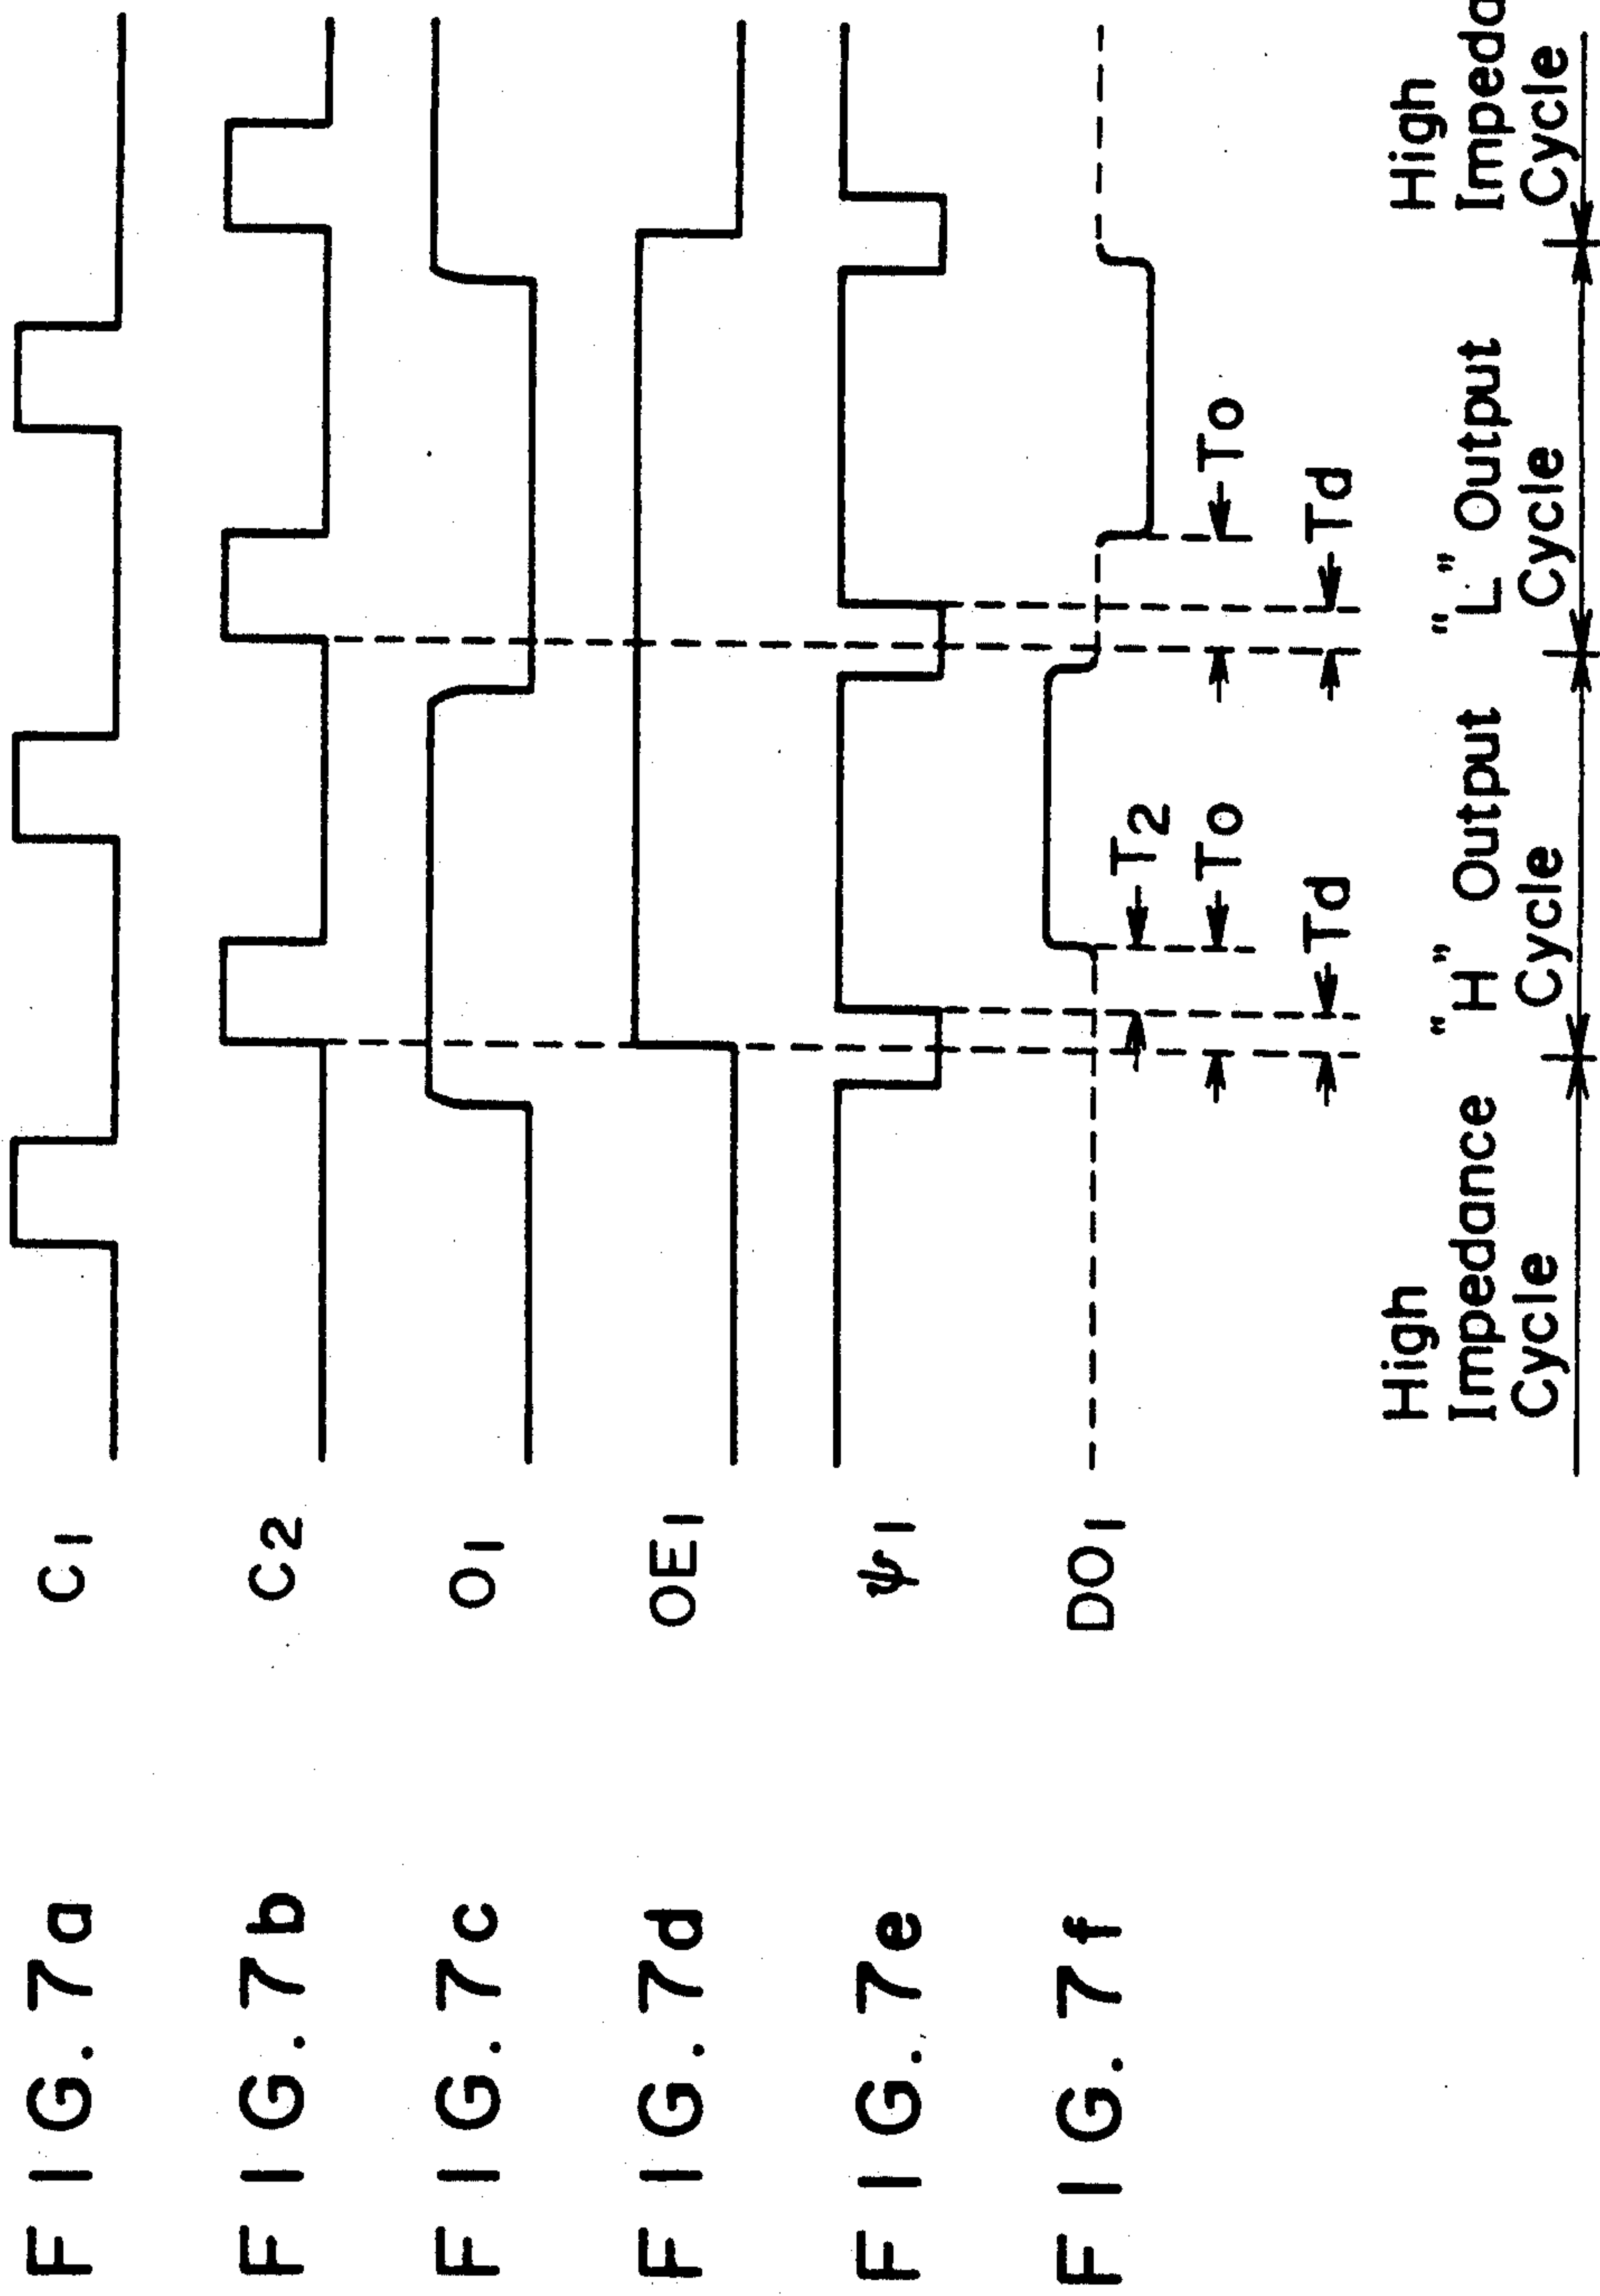 FIG. 7a C1
FIG. 7b C2
FIG. 7c O1
FIG. 7d OE1
FIG. 7e ψ1
FIG. 7f DO1
T2
To To
Td Td
High Impedance Cycle
"H" Output Cycle
"L" Output Cycle
High Impeda Cycle